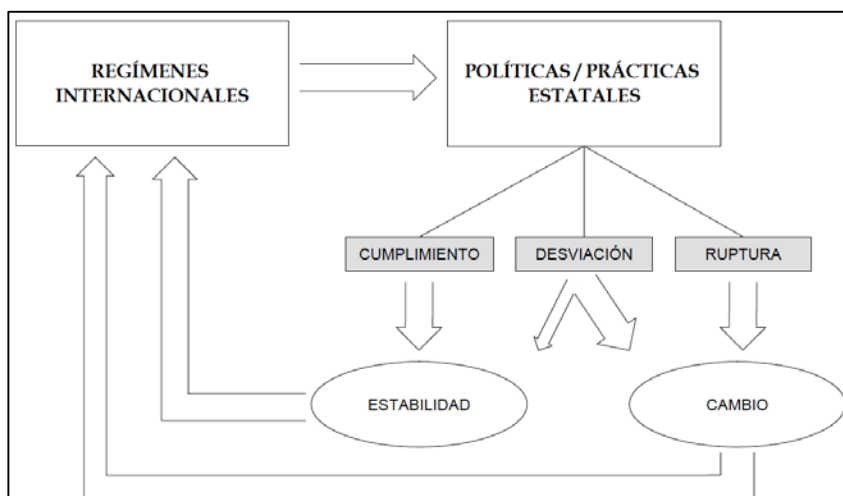 REGÍMENES
INTERNACIONALES
POLÍTICAS / PRÁCTICAS
ESTATALES
CUMPLIMIENTO
DESVIACIÓN
RUPTURA
ESTABILIDAD
CAMBIO